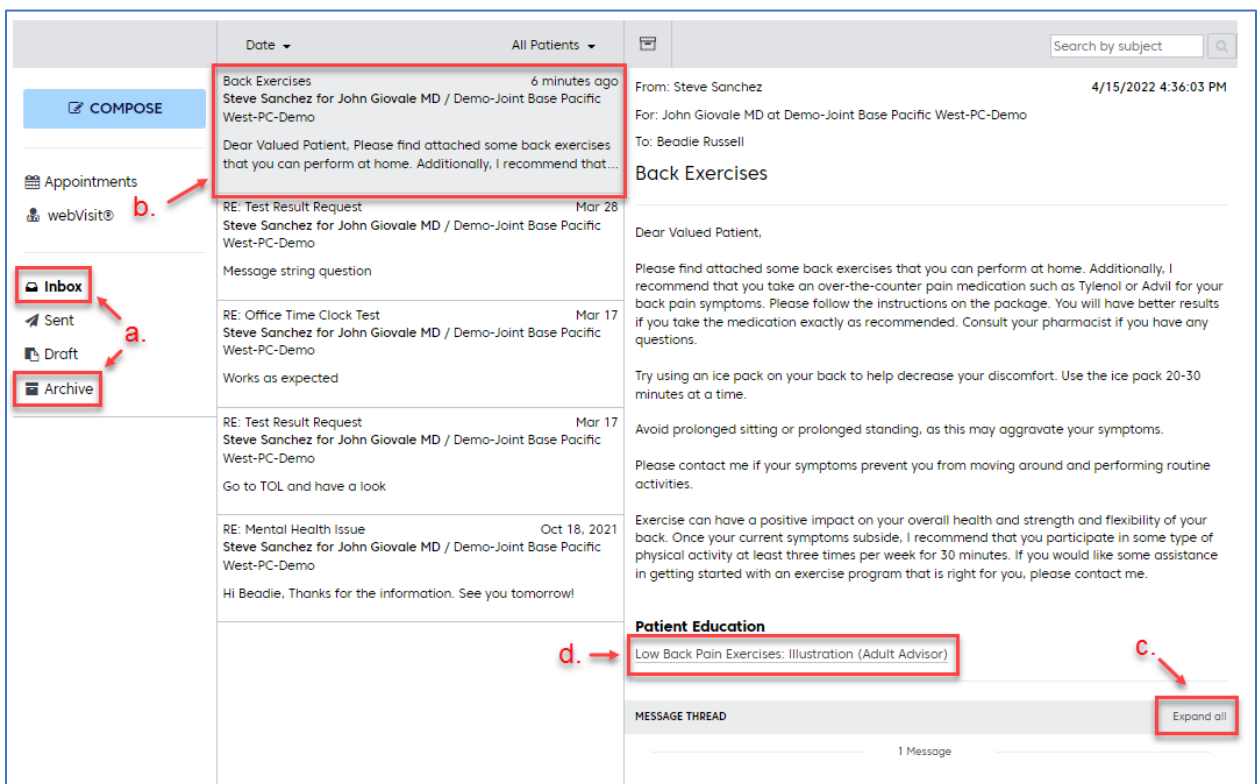 Date
All Patients
Search by subject
COMPOSE
Appointments
webVisit®
b.
Inbox
Sent
a.
Draft
Archive
Back Exercises 6 minutes ago
Steve Sanchez for John Giovale MD / Demo-Joint Base Pacific
West-PC-Demo
Dear Valued Patient, Please find attached some back exercises
that you can perform at home. Additionally, I recommend that...
RE: Test Result Request Mar 28
Steve Sanchez for John Giovale MD / Demo-Joint Base Pacific
West-PC-Demo
Message string question
RE: Office Time Clock Test Mar 17
Steve Sanchez for John Giovale MD / Demo-Joint Base Pacific
West-PC-Demo
Works as expected
RE: Test Result Request Mar 17
Steve Sanchez for John Giovale MD / Demo-Joint Base Pacific
West-PC-Demo
Go to TOL and have a look
RE: Mental Health Issue Oct 18, 2021
Steve Sanchez for John Giovale MD / Demo-Joint Base Pacific
West-PC-Demo
Hi Beadie, Thanks for the information. See you tomorrow!
From: Steve Sanchez 4/15/2022 4:36:03 PM
For: John Giovale MD at Demo-Joint Base Pacific West-PC-Demo
To: Beadie Russell
Back Exercises
Dear Valued Patient,
Please find attached some back exercises that you can perform at home. Additionally, I
recommend that you take an over-the-counter pain medication such as Tylenol or Advil for your
back pain symptoms. Please follow the instructions on the package. You will have better results
if you take the medication exactly as recommended. Consult your pharmacist if you have any
questions.
Try using an ice pack on your back to help decrease your discomfort. Use the ice pack 20-30
minutes at a time.
Avoid prolonged sitting or prolonged standing, as this may aggravate your symptoms.
Please contact me if your symptoms prevent you from moving around and performing routine
activities.
Exercise can have a positive impact on your overall health and strength and flexibility of your
back. Once your current symptoms subside, I recommend that you participate in some type of
physical activity at least three times per week for 30 minutes. If you would like some assistance
in getting started with an exercise program that is right for you, please contact me.
Patient Education
d.
Low Back Pain Exercises: Illustration (Adult Advisor)
c.
MESSAGE THREAD Expand all
1 Message